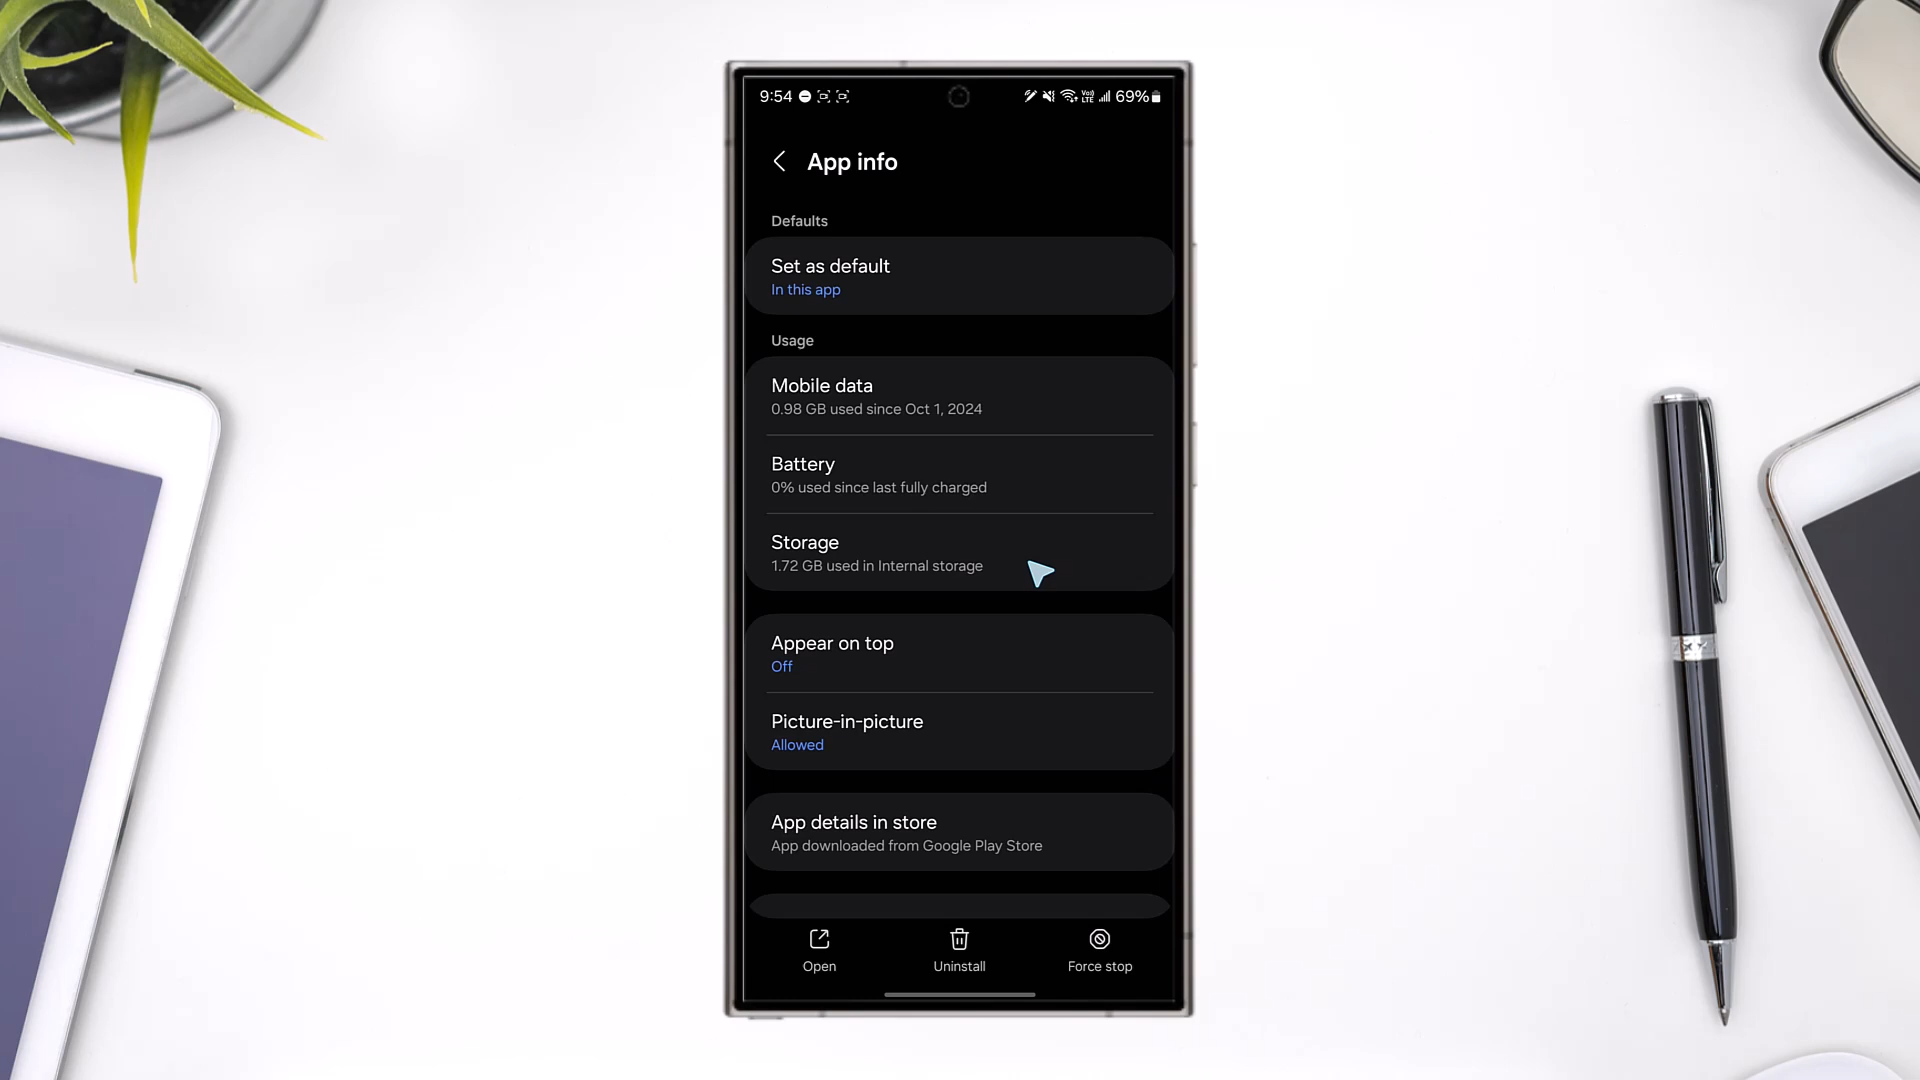 9:54
Vo) LTE 69%
App info
Defaults
Set as default
In this app
Usage
Mobile data
0.98 GB used since Oct 1, 2024
Battery
0% used since last fully charged
Storage
1.72 GB used in Internal storage
Appear on top
Off
Picture-in-picture
Allowed
App details in store
App downloaded from Google Play Store
Open
Uninstall
Force stop